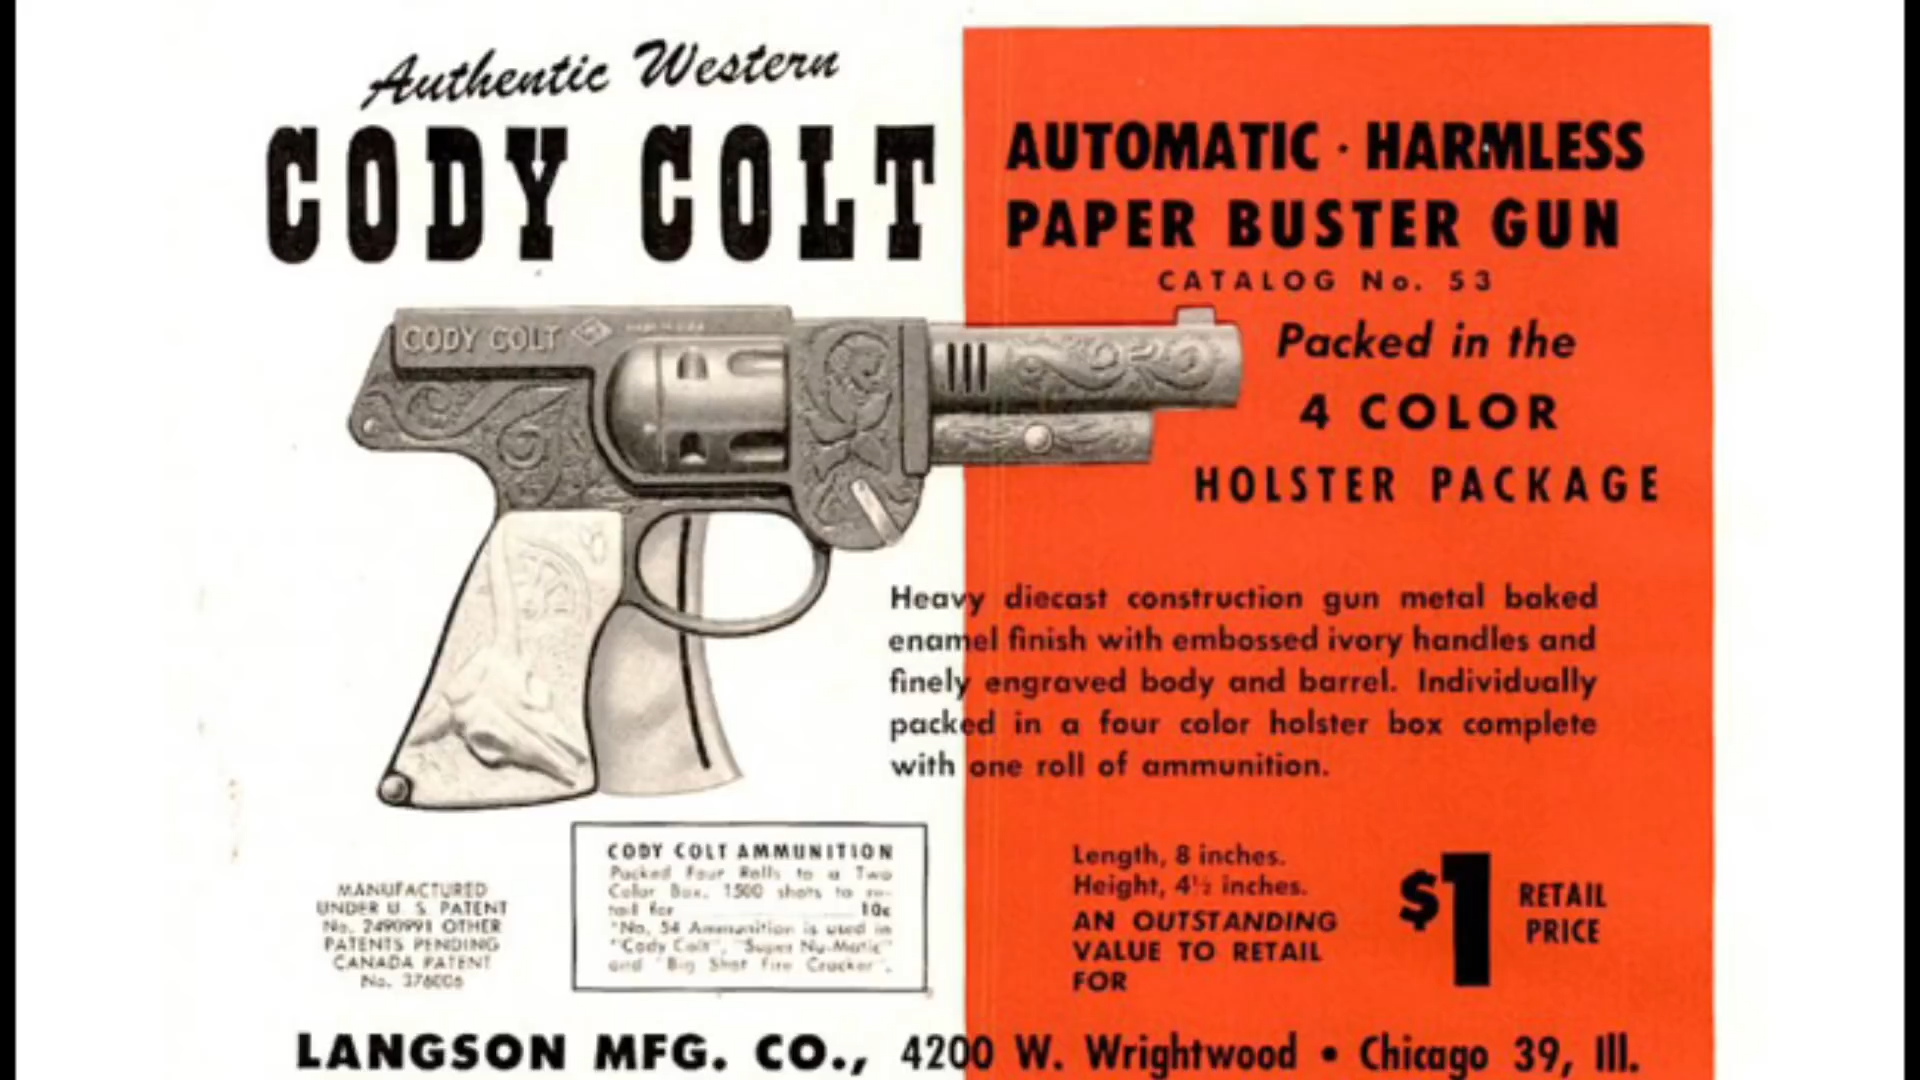 Authentic Western
CODY COLT
AUTOMATIC · HARMLESS
PAPER BUSTER GUN
CATALOG No. 53
Packed in the
4 COLOR
HOLSTER PACKAGE
CODY COLT
MADE IN U.S.A.
Heavy diecast construction gun metal baked
enamel finish with embossed ivory handles and
finely engraved body and barrel. Individually
packed in a four color holster box complete
with one roll of ammunition.
MANUFACTURED
UNDER U. S. PATENT
No. 2490991 OTHER
PATENTS PENDING
CANADA PATENT
No. 376006
CODY COLT AMMUNITION
Packed Four Rolls to a Two
Color Box. 1500 shots to re-
tail for 10c
"No. 54 Ammunition is used in
"Cody Colt", "Super Nu-Matic"
and "Big Shot Fire Cracker".
Length, 8 inches.
Height, 4½ inches.
AN OUTSTANDING
VALUE TO RETAIL
FOR
$1
RETAIL
PRICE
LANGSON MFG. CO., 4200 W. Wrightwood • Chicago 39, Ill.